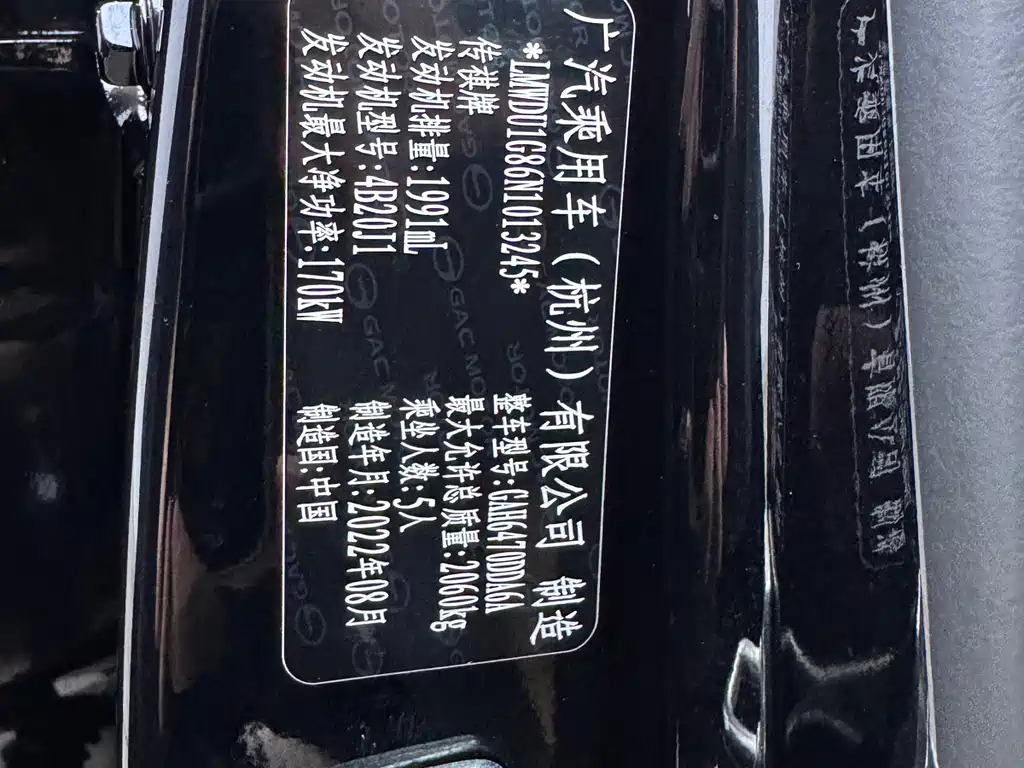 广汽乘用车（杭州）有限公司 制造
*LMWDU1G86N1013245*
传祺牌 整车型号:GAH6470DD16A
发动机排量:1991mL 最大允许总质量:2060kg
发动机型号:4B20J1 乘坐人数:5人
发动机最大净功率:170kW 制造年月:2022年08月
制造国:中国
GAC MOTOR